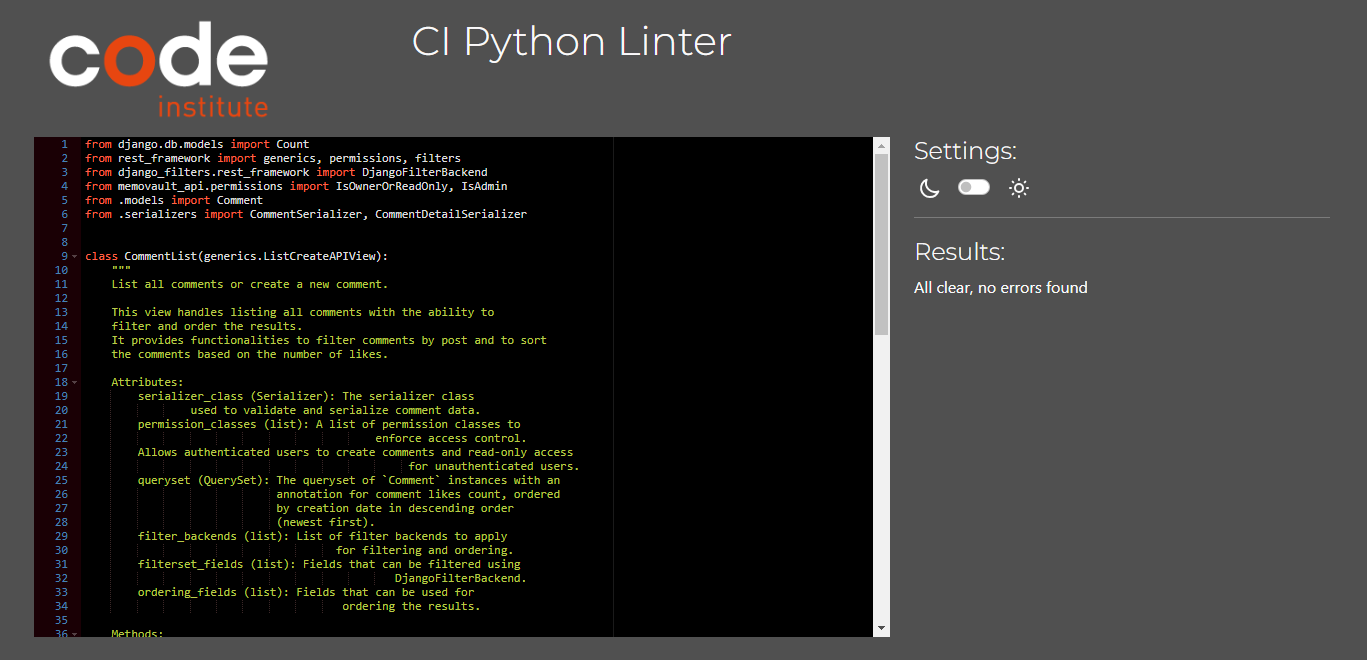 code
institute
CI Python Linter
1 from django.db.models import Count
2 from rest_framework import generics, permissions, filters
3 from django_filters.rest_framework import DjangoFilterBackend
4 from memovault_api.permissions import IsOwnerOrReadOnly, IsAdmin
5 from .models import Comment
6 from .serializers import CommentSerializer, CommentDetailSerializer
7
8
9 class CommentList(generics.ListCreateAPIView):
10 """
11 List all comments or create a new comment.
12
13 This view handles listing all comments with the ability to
14 filter and order the results.
15 It provides functionalities to filter comments by post and to sort
16 the comments based on the number of likes.
17
18 Attributes:
19 serializer_class (Serializer): The serializer class
20 used to validate and serialize comment data.
21 permission_classes (list): A list of permission classes to
22 enforce access control.
23 Allows authenticated users to create comments and read-only access
24 for unauthenticated users.
25 queryset (QuerySet): The queryset of `Comment` instances with an
26 annotation for comment likes count, ordered
27 by creation date in descending order
28 (newest first).
29 filter_backends (list): List of filter backends to apply
30 for filtering and ordering.
31 filterset_fields (list): Fields that can be filtered using
32 DjangoFilterBackend.
33 ordering_fields (list): Fields that can be used for
34 ordering the results.
35
36 Methods:
Settings:
Results:
All clear, no errors found